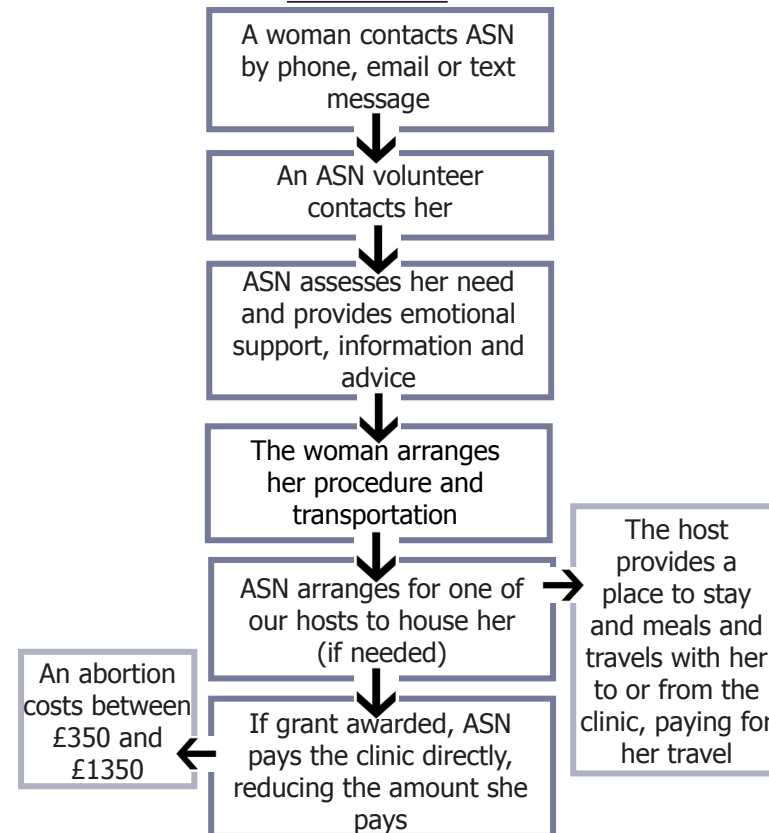 A woman contacts ASN
by phone, email or text
message
An ASN volunteer
contacts her
ASN assesses her need
and provides emotional
support, information and
advice
The woman arranges
her procedure and
transportation
ASN arranges for one of
our hosts to house her
(if needed)
The host
provides a
place to stay
and meals and
travels with her
to or from the
clinic, paying for
her travel
If grant awarded, ASN
pays the clinic directly,
reducing the amount she
pays
An abortion
costs between
£350 and
£1350